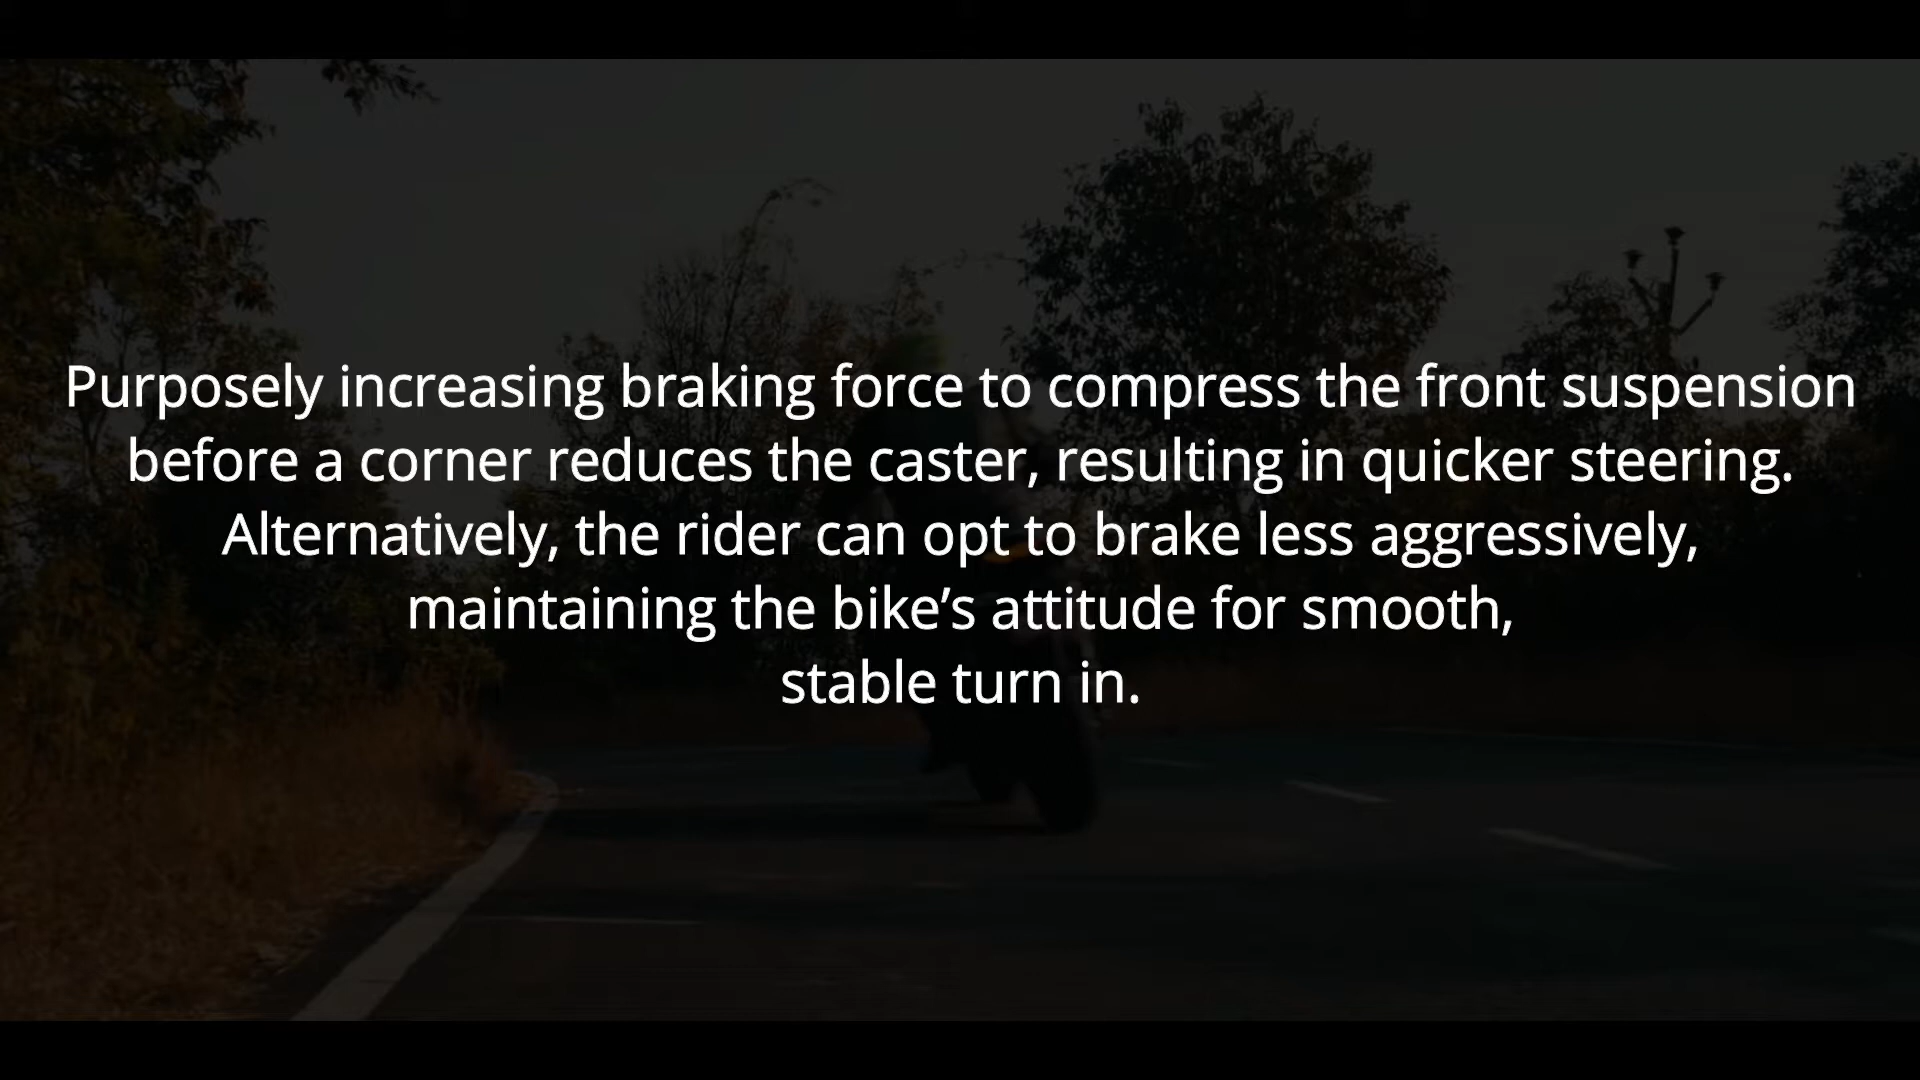 Purposely increasing braking force to compress the front suspension
before a corner reduces the caster, resulting in quicker steering.
Alternatively, the rider can opt to brake less aggressively,
maintaining the bike’s attitude for smooth,
stable turn in.